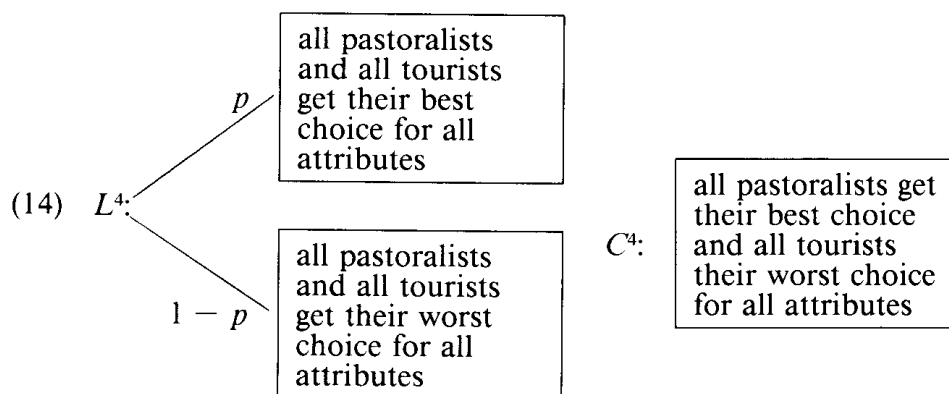 all pastoralists
and all tourists
get their best
choice for all
attributes
p
(14) L⁴:
all pastoralists
and all tourists
get their worst
choice for all
attributes
1 − p
C⁴:
all pastoralists get
their best choice
and all tourists
their worst choice
for all attributes